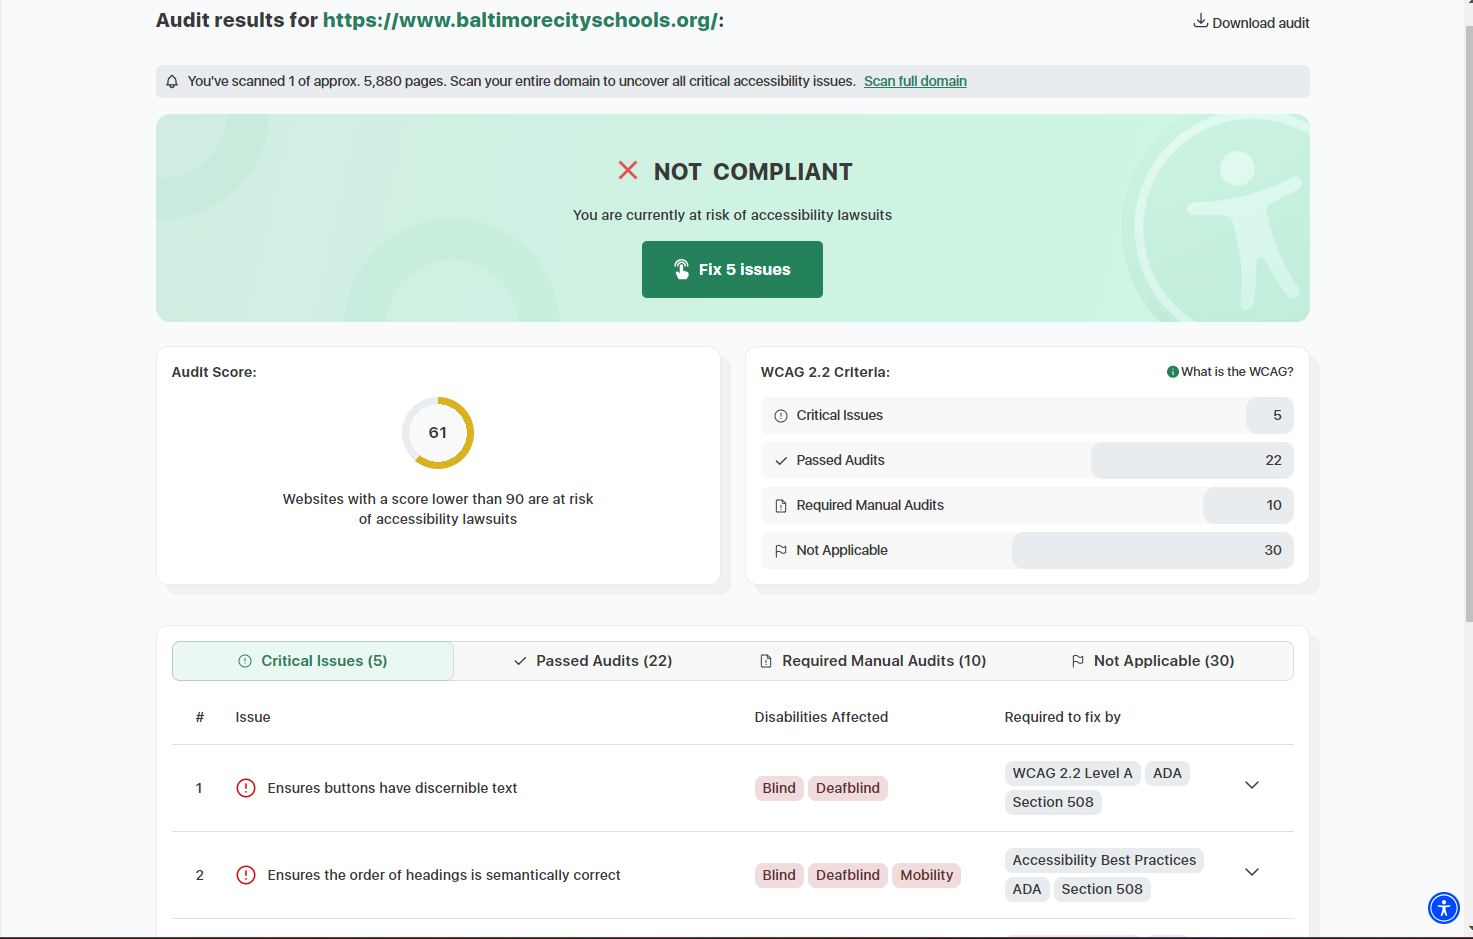 Audit results for https://www.baltimorecityschools.org/:
Download audit
You've scanned 1 of approx. 5,880 pages. Scan your entire domain to uncover all critical accessibility issues. Scan full domain
NOT COMPLIANT
You are currently at risk of accessibility lawsuits
Fix 5 issues
Audit Score:
61
Websites with a score lower than 90 are at risk
of accessibility lawsuits
WCAG 2.2 Criteria:
What is the WCAG?
Critical Issues 5
Passed Audits 22
Required Manual Audits 10
Not Applicable 30
Critical Issues (5) Passed Audits (22) Required Manual Audits (10) Not Applicable (30)
# Issue Disabilities Affected Required to fix by
1 Ensures buttons have discernible text Blind Deafblind WCAG 2.2 Level A ADA
Section 508
2 Ensures the order of headings is semantically correct Blind Deafblind Mobility Accessibility Best Practices
ADA Section 508